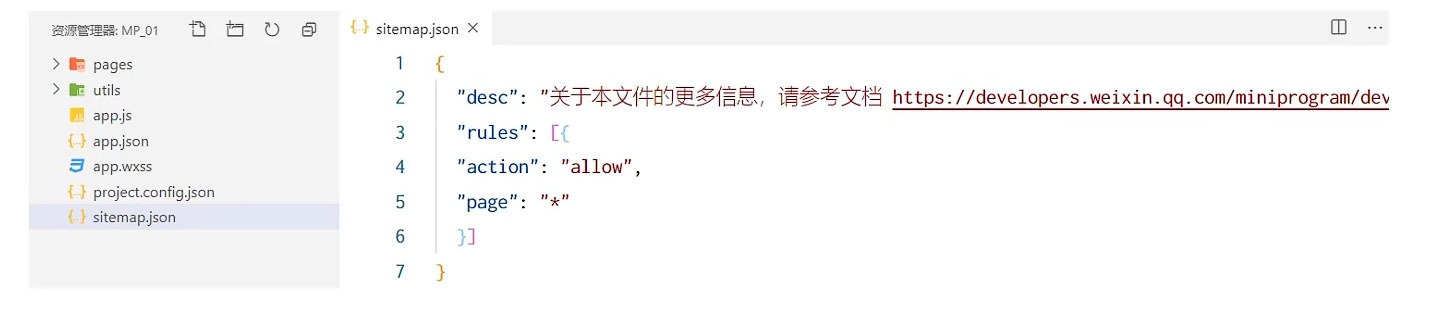 资源管理器: MP_01
pages
utils
app.js
app.json
app.wxss
project.config.json
sitemap.json
sitemap.json
1 {
2 "desc": "关于本文件的更多信息，请参考文档 https://developers.weixin.qq.com/miniprogram/dev
3 "rules": [{
4 "action": "allow",
5 "page": "*"
6 }]
7 }